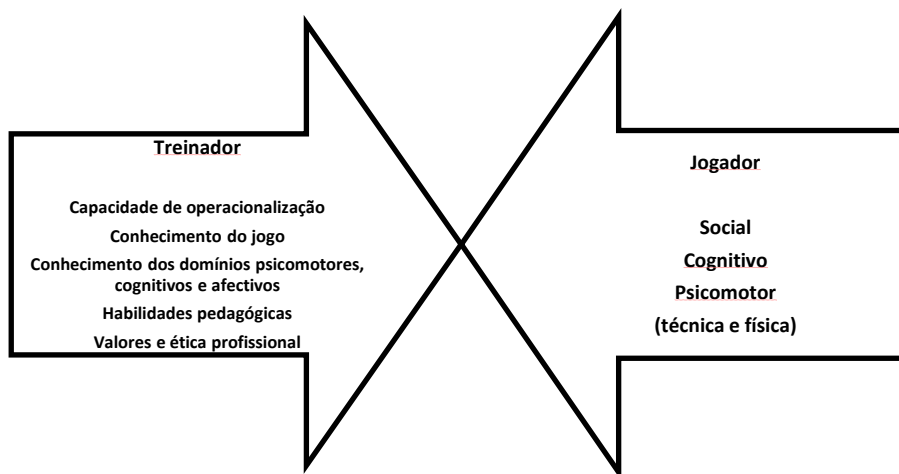 Treinador
Capacidade de operacionalização
Conhecimento do jogo
Conhecimento dos domínios psicomotores,
cognitivos e afectivos
Habilidades pedagógicas
Valores e ética profissional
Jogador
Social
Cognitivo
Psicomotor
(técnica e física)